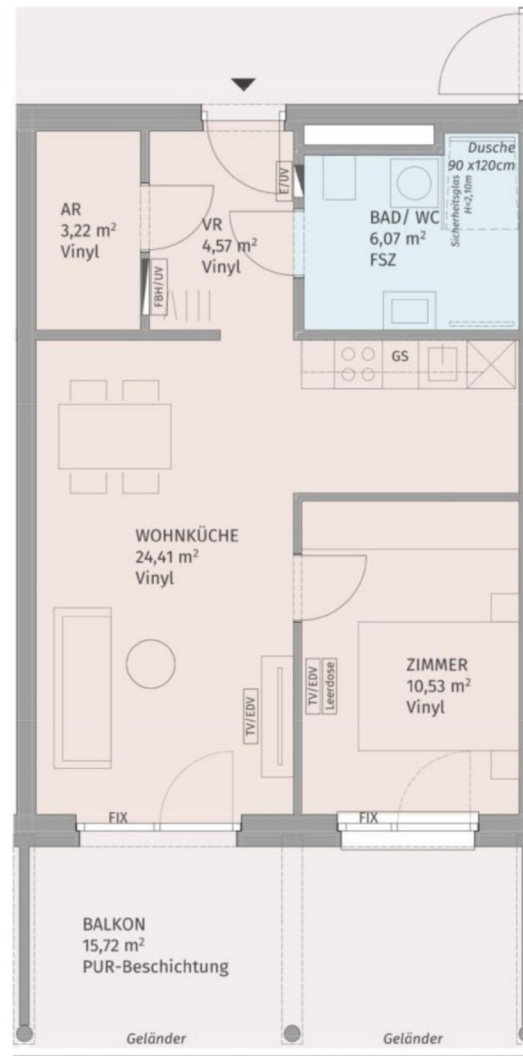 Dusche
90 x120cm
Sicherheitsglas
H=2,10m
E/UV
AR
3,22 m²
Vinyl
VR
4,57 m²
Vinyl
BAD/ WC
6,07 m²
FSZ
FBH/UV
GS
WOHNKÜCHE
24,41 m²
Vinyl
ZIMMER
10,53 m²
Vinyl
TV/EDV
TV/EDV
Leerdose
FIX
FIX
BALKON
15,72 m²
PUR-Beschichtung
Geländer
Geländer